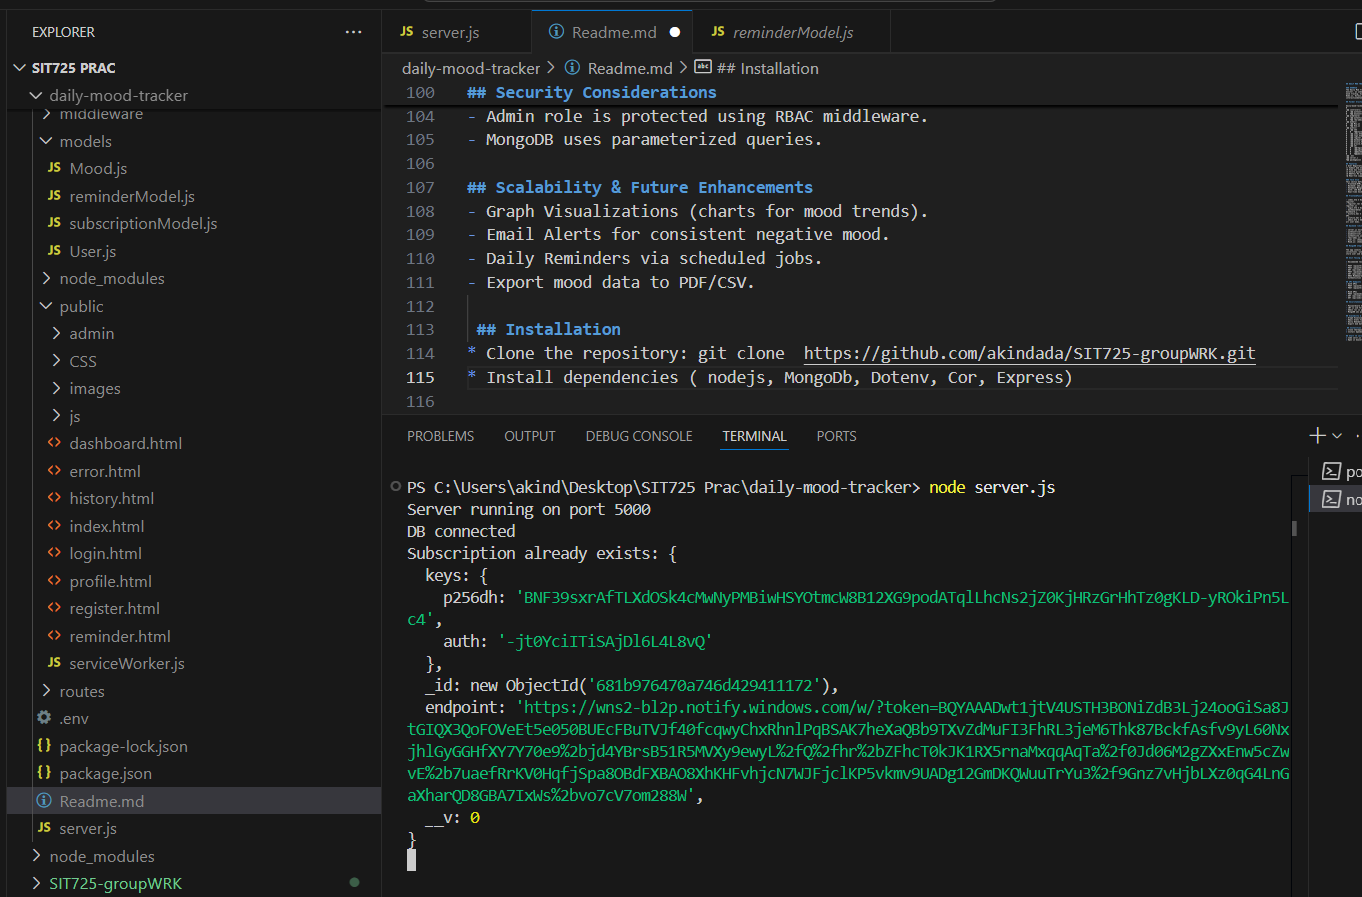 EXPLORER
SIT725 PRAC
daily-mood-tracker
middleware
models
JS Mood.js
JS reminderModel.js
JS subscriptionModel.js
JS User.js
node_modules
public
admin
CSS
images
js
<> dashboard.html
<> error.html
<> history.html
<> index.html
<> login.html
<> profile.html
<> register.html
<> reminder.html
JS serviceWorker.js
routes
.env
{} package-lock.json
{} package.json
Readme.md
JS server.js
node_modules
SIT725-groupWRK
JS server.js
Readme.md
JS reminderModel.js
daily-mood-tracker > Readme.md > abc ## Installation
100 ## Security Considerations
104 - Admin role is protected using RBAC middleware.
105 - MongoDB uses parameterized queries.
106
107 ## Scalability & Future Enhancements
108 - Graph Visualizations (charts for mood trends).
109 - Email Alerts for consistent negative mood.
110 - Daily Reminders via scheduled jobs.
111 - Export mood data to PDF/CSV.
112
113 ## Installation
114 * Clone the repository: git clone  https://github.com/akindada/SIT725-groupWRK.git
115 * Install dependencies ( nodejs, MongoDb, Dotenv, Cor, Express)
116
PROBLEMS OUTPUT DEBUG CONSOLE TERMINAL PORTS
PS C:\Users\akind\Desktop\SIT725 Prac\daily-mood-tracker> node server.js
Server running on port 5000
DB connected
Subscription already exists: {
keys: {
p256dh: 'BNF39sxrAfTLXdOSk4cMwNyPMBiwHSYOtmcW8B12XG9podATqlLhcNs2jZ0KjHRzGrHhTz0gKLD-yROkiPn5L
c4',
auth: '-jt0YciITiSAjDl6L4L8vQ'
},
_id: new ObjectId('681b976470a746d429411172'),
endpoint: 'https://wns2-bl2p.notify.windows.com/w/?token=BQYAAADwt1jtV4USTH3BONiZdB3Lj24ooGiSa8J
tGIQX3QoFOVeEt5e050BUEcFBuTVJf40fcqwyChxRhnlPqBSAK7heXaQBb9TXvZdMuFI3FhRL3jeM6Thk87BckfAsfv9yL60Nx
jhlGyGGHfXY7Y70e9%2bjd4YBrsB51R5MVXy9ewyL%2fQ%2fhr%2bZFhcT0kJK1RX5rnaMxqqAqTa%2f0Jd06M2gZXxEnw5cZw
vE%2b7uaefRrKV0HqfjSpa8OBdFXBAO8XhKHFvhjcN7WJFjclKP5vkmv9UADg12GmDKQWuuTrYu3%2f9Gnz7vHjbLXz0qG4LnG
aXharQD8GBA7IxWs%2bvo7cV7om288W',
__v: 0
}
po
no